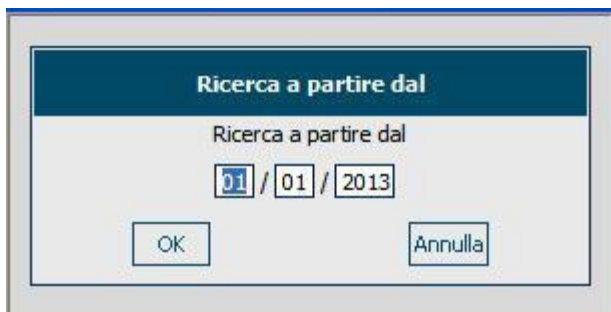 Ricerca a partire dal
Ricerca a partire dal
01 / 01 / 2013
OK Annulla